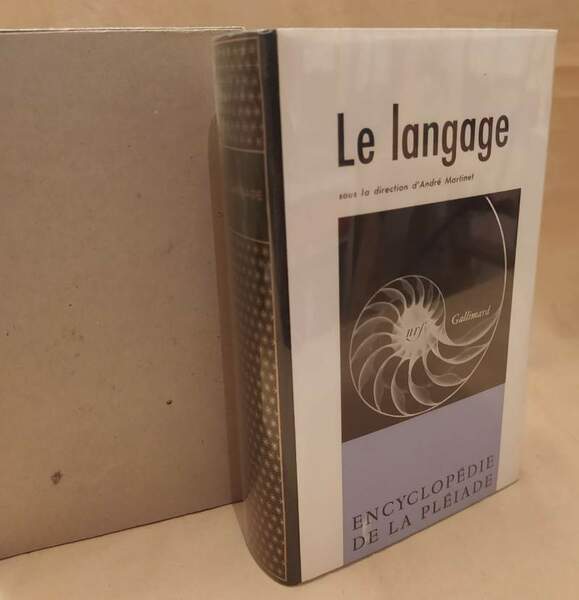 Le langage
sous la direction d'André Martinet
nrf
Gallimard
ENCYCLOPÉDIE
DE LA PLÉIADE